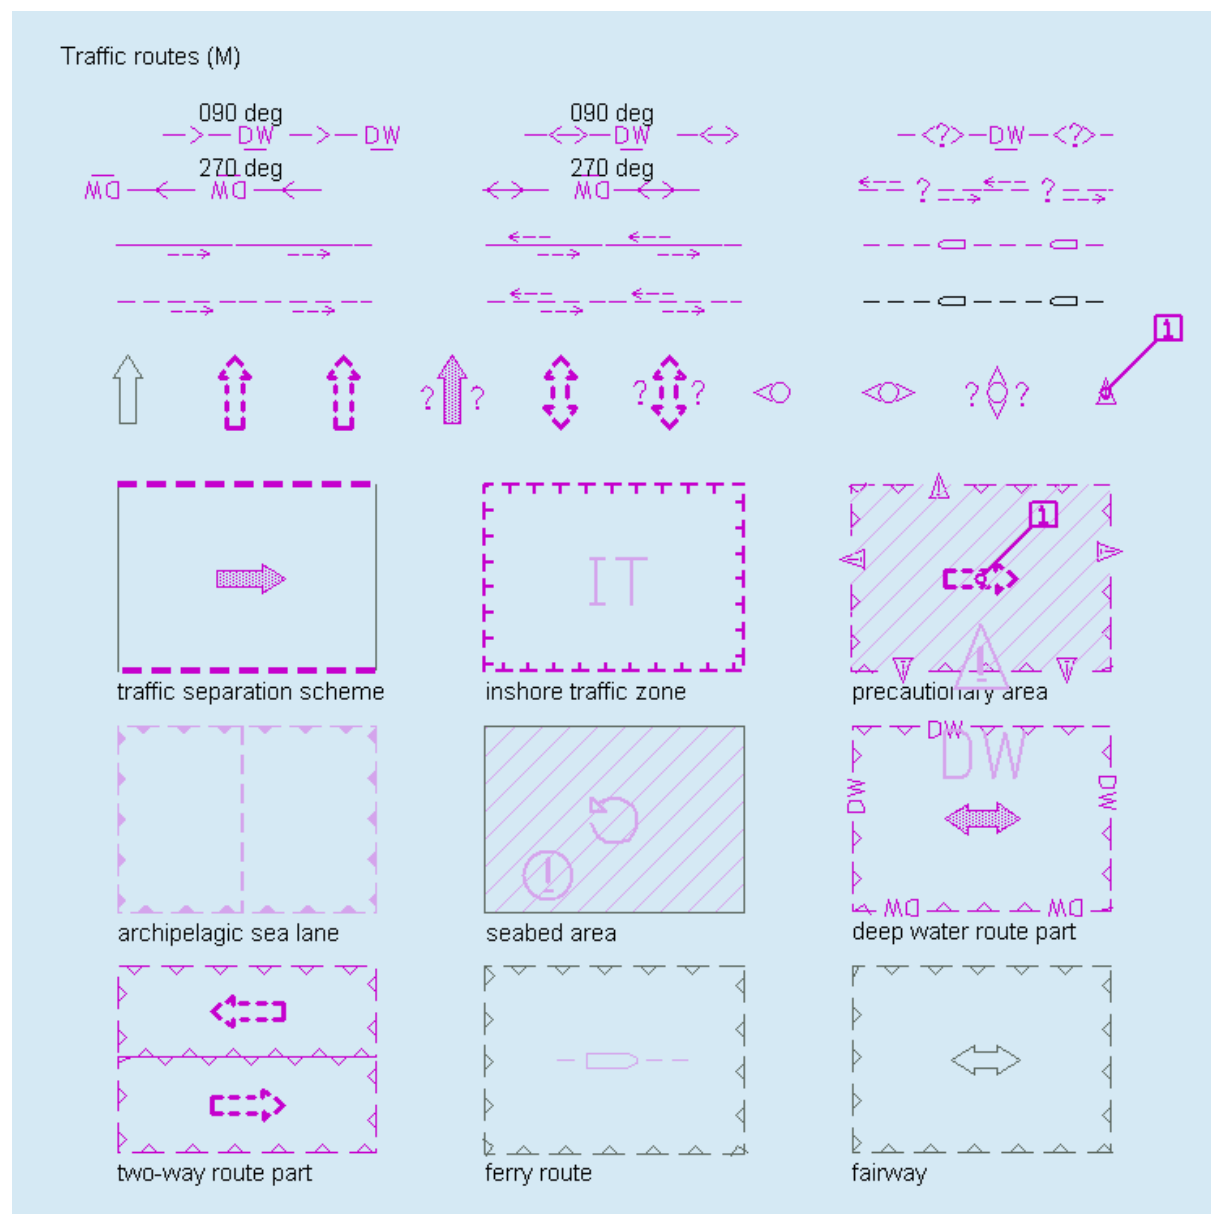 Traffic routes (M)
090 deg
090 deg
DW
DW
DW
DW
?
?
270 deg
270 deg
DW
DW
DW
?
?
1
?
?
?
?
?
?
IT
1
!
!
!
!
!
!
traffic separation scheme
inshore traffic zone
precautionary area
DW
DW
DW
DW
!
DW
DW
archipelagic sea lane
seabed area
deep water route part
two-way route part
ferry route
fairway